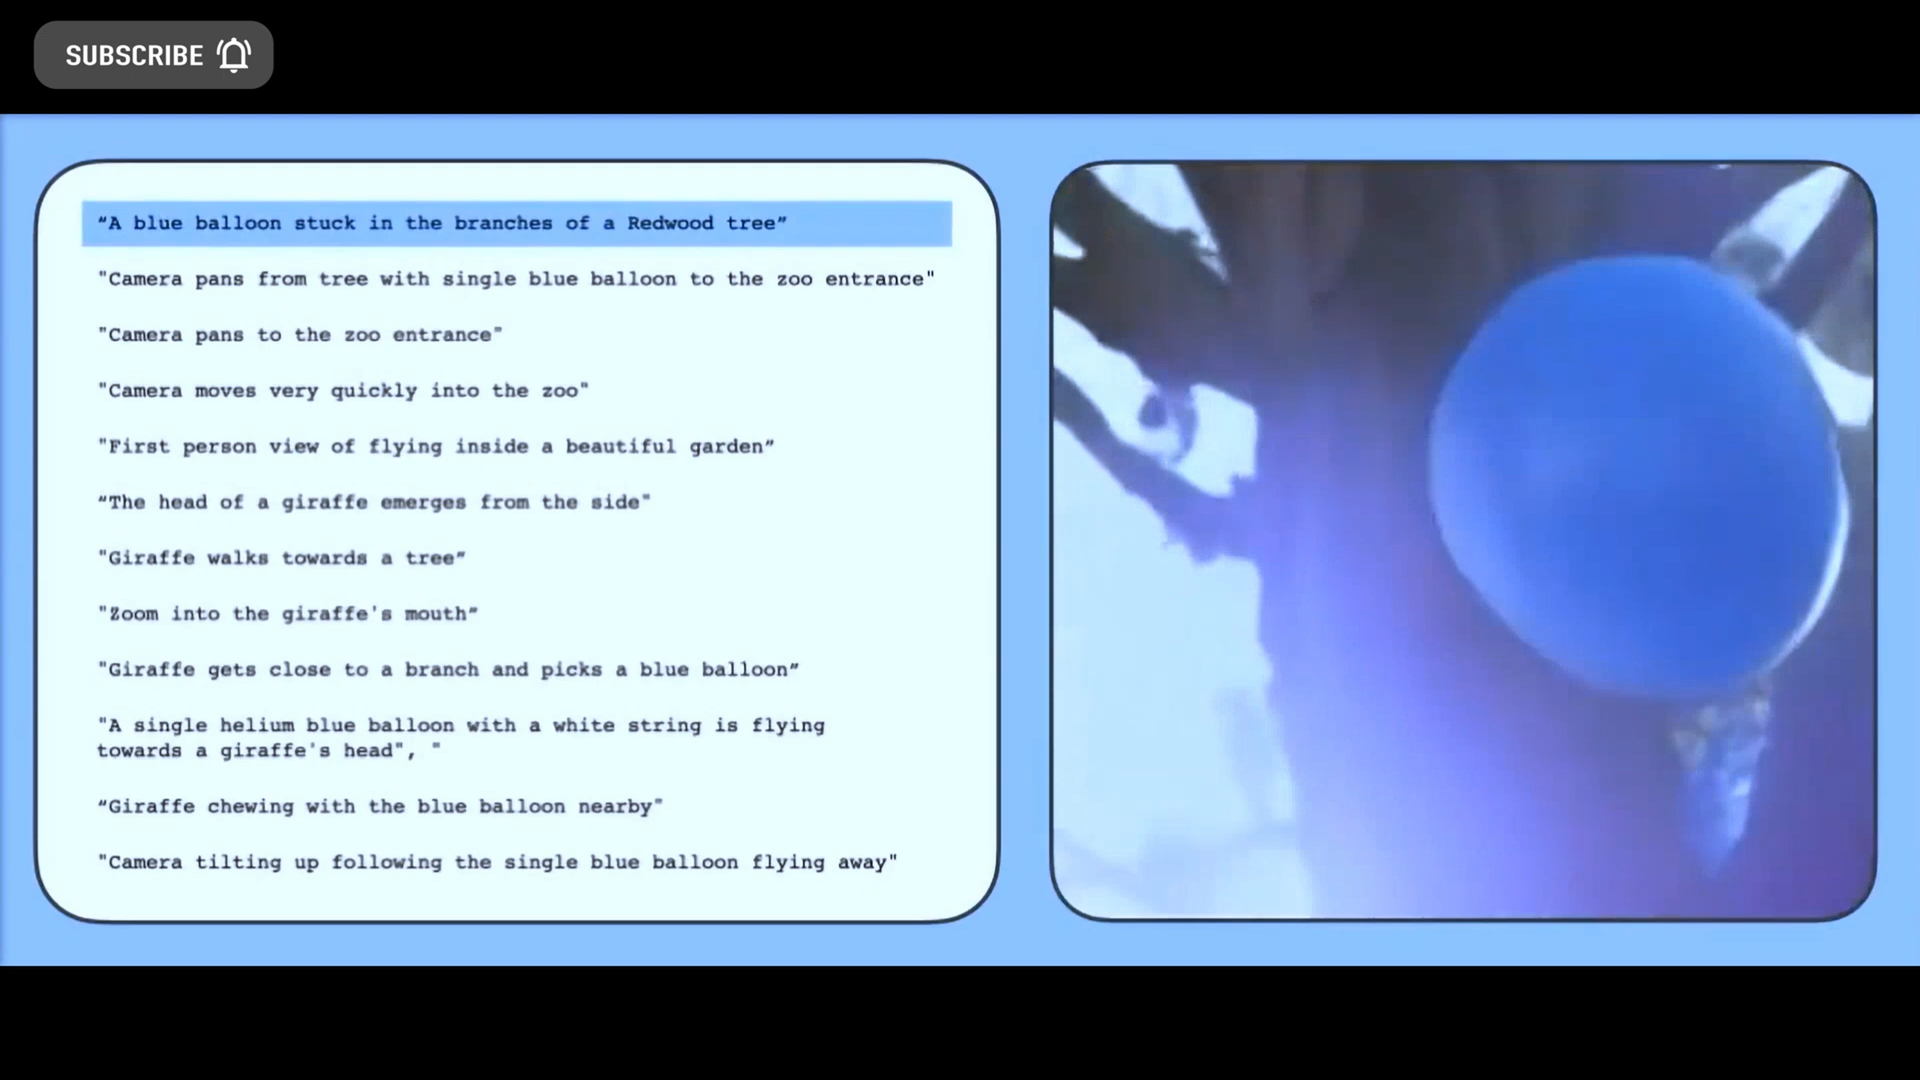 SUBSCRIBE
“A blue balloon stuck in the branches of a Redwood tree”
"Camera pans from tree with single blue balloon to the zoo entrance"
"Camera pans to the zoo entrance"
"Camera moves very quickly into the zoo"
"First person view of flying inside a beautiful garden”
“The head of a giraffe emerges from the side"
"Giraffe walks towards a tree”
"Zoom into the giraffe's mouth”
"Giraffe gets close to a branch and picks a blue balloon”
"A single helium blue balloon with a white string is flying
towards a giraffe's head", "
“Giraffe chewing with the blue balloon nearby"
"Camera tilting up following the single blue balloon flying away"